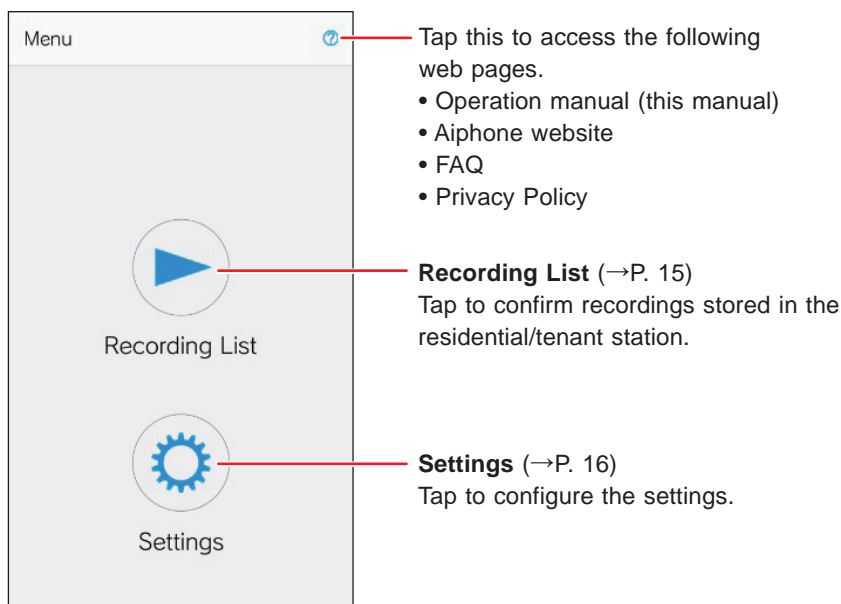 Menu
Tap this to access the following
web pages.
• Operation manual (this manual)
• Aiphone website
• FAQ
• Privacy Policy
Recording List (→P. 15)
Tap to confirm recordings stored in the
residential/tenant station.
Recording List
Settings (→P. 16)
Tap to configure the settings.
Settings